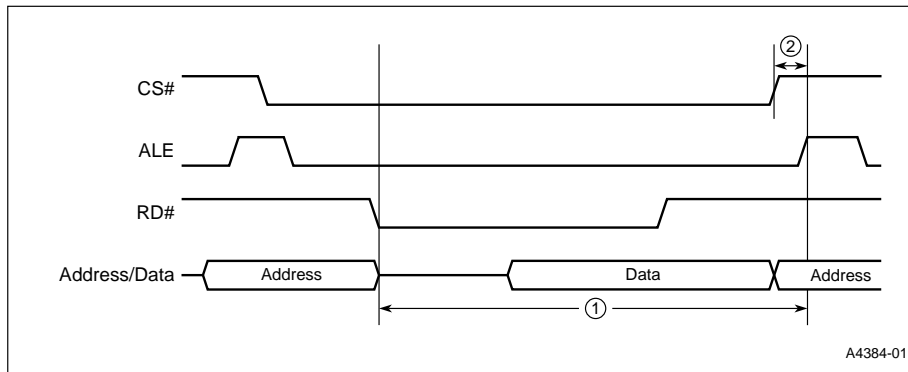 ②
CS#
ALE
RD#
Address/Data Address Data Address
①
A4384-01